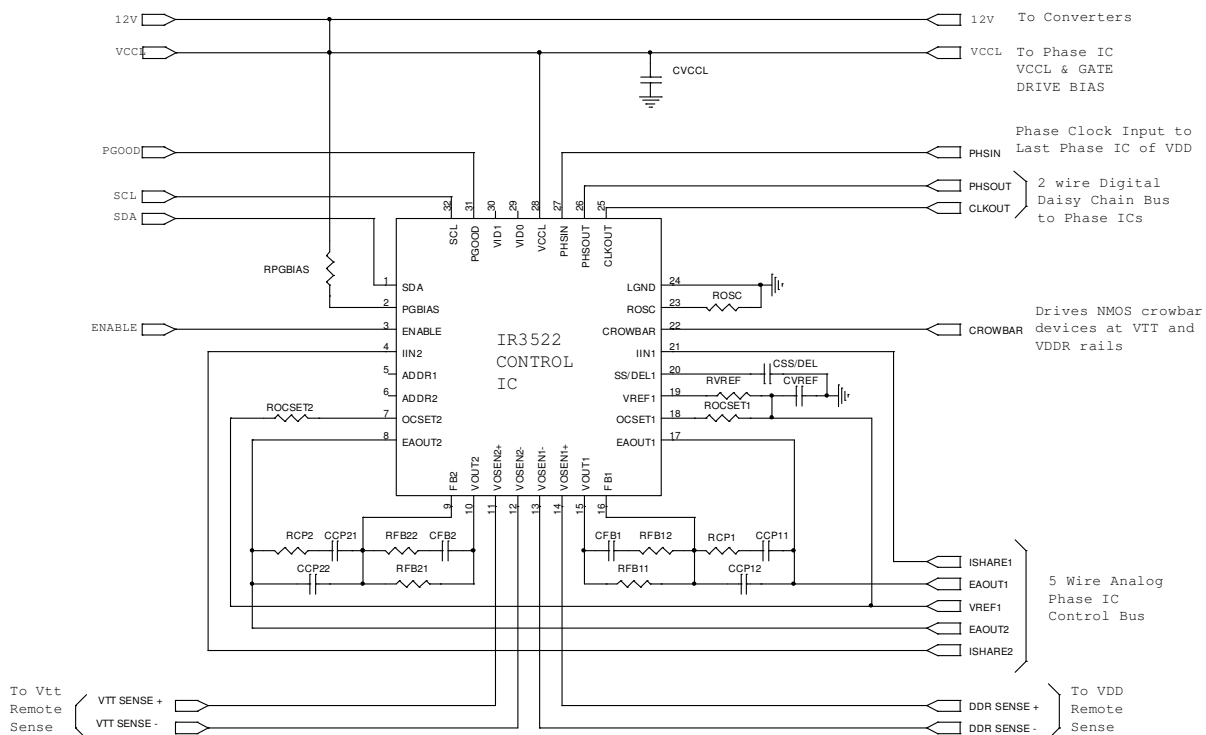 12V
12V
To Converters
VCCL
VCCL
To Phase IC
VCCL & GATE
DRIVE BIAS
CVCCL
Phase Clock Input to
Last Phase IC of VDD
PGOOD
PHSIN
SCL
SDA
PHSOUT
CLKOUT
2 wire Digital
Daisy Chain Bus
to Phase ICs
32
31
30
29
28
27
26
25
SCL
PGOOD
VID1
VID0
VCCL
PHSIN
PHSOUT
CLKOUT
RPGBIAS
1
SDA
LGND
24
2
PGBIAS
ROSC
23
ROSC
ENABLE
3
ENABLE
CROWBAR
22
CROWBAR
Drives NMOS crowbar
devices at VTT and
VDDR rails
IR3522
CONTROL
IC
4
IIN2
IIN1
21
5
ADDR1
SS/DEL1
20
CSS/DEL
6
ADDR2
VREF1
19
RVREF
CVREF
ROCSET2
7
OCSET2
OCSET1
18
ROCSET1
8
EAOUT2
EAOUT1
17
FB2
VOUT2
VOSEN2+
VOSEN2-
VOSEN1-
VOSEN1+
VOUT1
FB1
9
10
11
12
13
14
15
16
RCP2
CCP21
RFB22
CFB2
CFB1
RFB12
RCP1
CCP11
CCP22
RFB21
RFB11
CCP12
ISHARE1
EAOUT1
VREF1
EAOUT2
ISHARE2
5 Wire Analog
Phase IC
Control Bus
To Vtt
Remote
Sense
VTT SENSE +
VTT SENSE -
DDR SENSE +
DDR SENSE -
To VDD
Remote
Sense